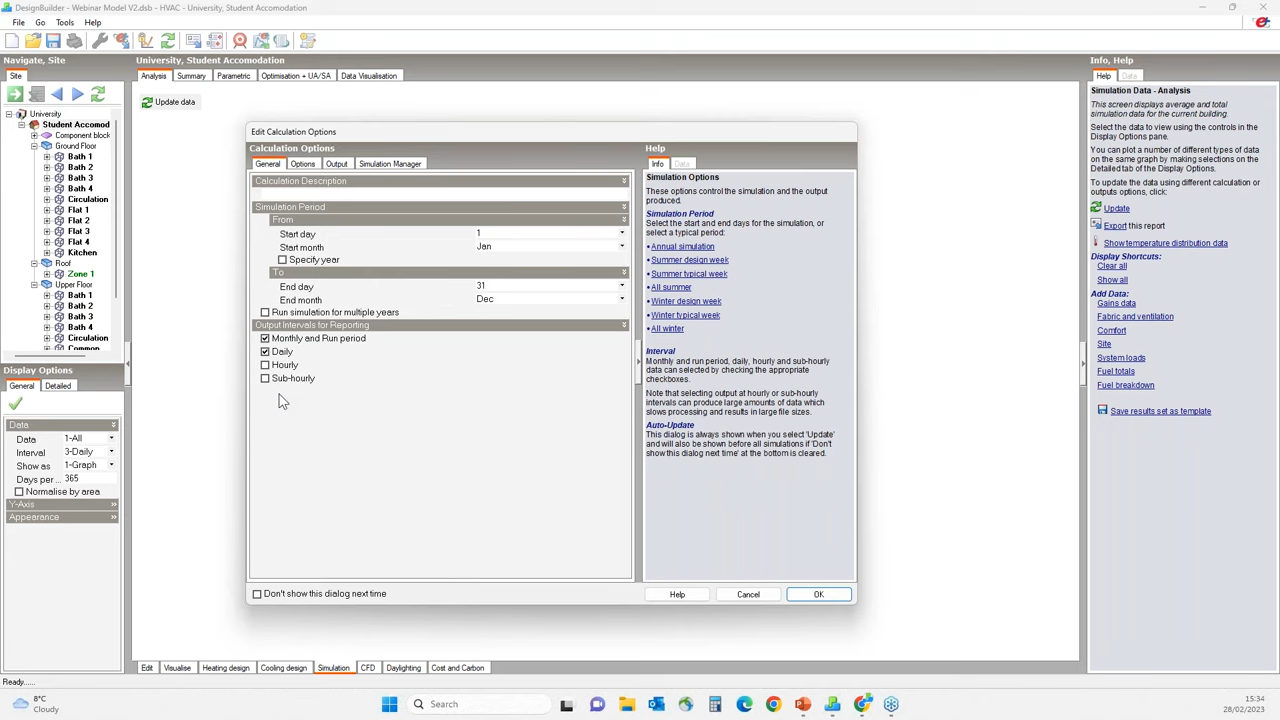 DesignBuilder - Webinar Model V2.dsb - HVAC - University, Student Accomodation
File Go Tools Help
Navigate, Site
Site
University
Student Accomod
Component block
Ground Floor
Bath 1
Bath 2
Bath 3
Bath 4
Circulation
Flat 1
Flat 2
Flat 3
Flat 4
Kitchen
Roof
Zone 1
Upper Floor
Bath 1
Bath 2
Bath 3
Bath 4
Circulation
Common
Display Options
General Detailed
Data
Data 1-All
Interval 3-Daily
Show as 1-Graph
Days per ... 365
Normalise by area
Y-Axis
Appearance
University, Student Accomodation
Analysis Summary Parametric Optimisation + UA/SA Data Visualisation
Update data
Edit Calculation Options
Calculation Options
General Options Output Simulation Manager
Calculation Description
Simulation Period
From
Start day 1
Start month Jan
Specify year
To
End day 31
End month Dec
Run simulation for multiple years
Output Intervals for Reporting
Monthly and Run period
Daily
Hourly
Sub-hourly
Don't show this dialog next time
Help
Info Data
Simulation Options
These options control the simulation and the output
produced.
Simulation Period
Select the start and end days for the simulation, or
select a typical period:
• Annual simulation
• Summer design week
• Summer typical week
• All summer
• Winter design week
• Winter typical week
• All winter
Interval
Monthly and run period, daily, hourly and sub-hourly
data can selected by checking the appropriate
checkboxes.
Note that selecting output at hourly or sub-hourly
intervals can produce large amounts of data which
slows processing and results in large file sizes.
Auto-Update
This dialog is always shown when you select 'Update'
and will also be shown before all simulations if 'Don't
show this dialog next time' at the bottom is cleared.
Help Cancel OK
Edit Visualise Heating design Cooling design Simulation CFD Daylighting Cost and Carbon
Info, Help
Help Data
Simulation Data - Analysis
This screen displays average and total
simulation data for the current building.
Select the data to view using the controls in the
Display Options pane.
You can plot a number of different types of data
on the same graph by making selections on the
Detailed tab of the Display Options.
To update the data using different calculation or
outputs options, click:
Update
Export this report
Show temperature distribution data
Display Shortcuts:
Clear all
Show all
Add Data:
Gains data
Fabric and ventilation
Comfort
Site
System loads
Fuel totals
Fuel breakdown
Save results set as template
Ready.....
8°C
Cloudy
Search
15:34
28/02/2023